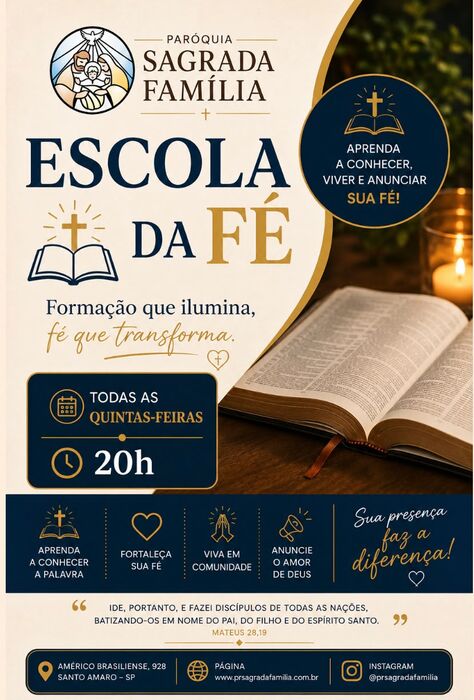 PARÓQUIA
SAGRADA
FAMÍLIA
ESCOLA
DA FÉ
APRENDA
A CONHECER,
VIVER E ANUNCIAR
SUA FÉ!
Formação que ilumina,
fé que transforma.
TODAS AS
QUINTAS-FEIRAS
20h
APRENDA
A CONHECER
A PALAVRA
FORTALEÇA
SUA FÉ
VIVA EM
COMUNIDADE
ANUNCIE
O AMOR
DE DEUS
Sua presença
faz a
diferença!
“ IDE, PORTANTO, E FAZEI DISCÍPULOS DE TODAS AS NAÇÕES,
BATIZANDO-OS EM NOME DO PAI, DO FILHO E DO ESPÍRITO SANTO. ”
MATEUS 28,19
AMÉRICO BRASILIENSE, 928
SANTO AMARO – SP
PÁGINA
www.prsagradafamilia.com.br
INSTAGRAM
@prsagradafamilia